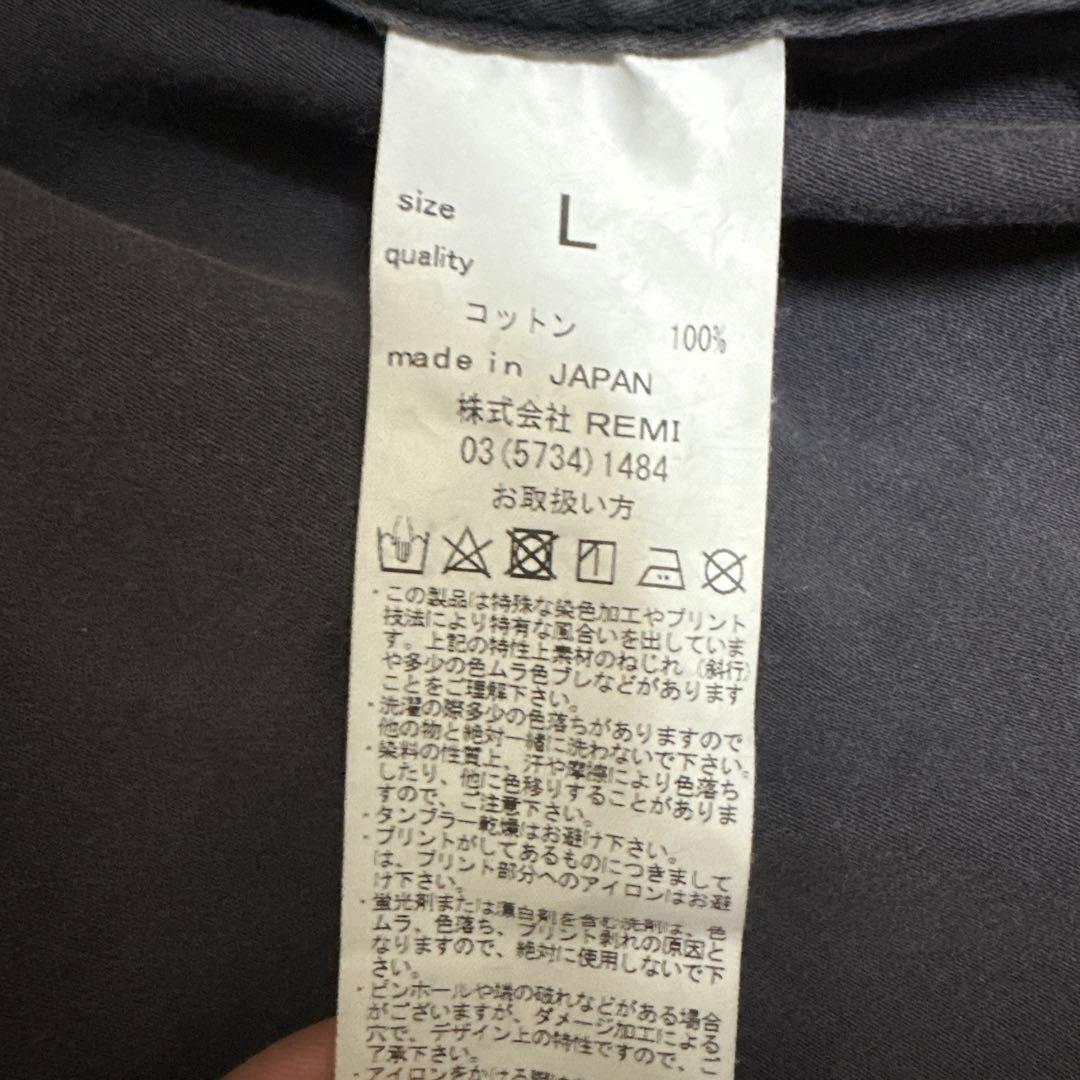 size L
quality
コットン 100%
made in JAPAN
株式会社 REMI
03(5734)1484
お取扱い方
・この製品は特殊な染色加工やプリント
技法により特有な風合いを出していま
す。上記の特性上素材のねじれ（斜行）
や多少の色ムラ色ブレなどがあります
ことをご理解下さい。
・洗濯の際多少の色落ちがありますので
他の物と絶対一緒に洗わないで下さい。
・染料の性質上、汗や摩擦により色落ち
したり、他に色移りすることがありま
すので、ご注意下さい。
・タンブラー乾燥はお避け下さい。
・プリントがしてあるものにつきまして
は、プリント部分へのアイロンはお避
け下さい。
・蛍光剤または漂白剤を含む洗剤は、色
ムラ、色落ち、プリント剥れの原因と
なりますので、絶対に使用しないで下
さい。
・ピンホールや端の破れなどがある場合
がございますが、ダメージ加工による
穴で、デザイン上の特性ですので、ご
了承下さい。
・アイロンをかける際は